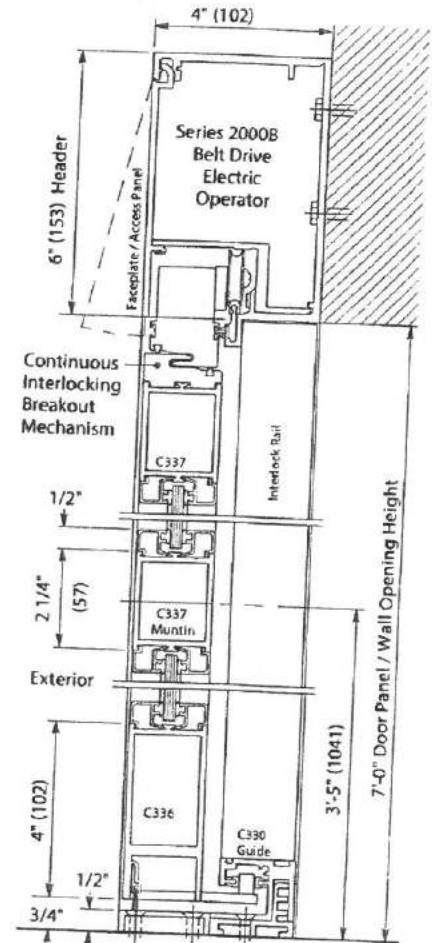 4" (102)
6" (153) Header
Faceplate / Access Panel
Series 2000B
Belt Drive
Electric
Operator
Continuous
Interlocking
Breakout
Mechanism
C337
Interlock Rail
1/2"
2 1/4"
(57)
C337
Muntin
Exterior
7'-0" Door Panel / Wall Opening Height
3'-5" (1041)
4" (102)
C336
C330
Guide
1/2"
3/4"